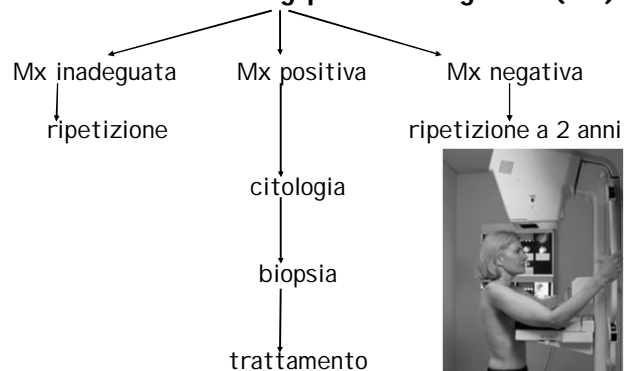 Mx inadeguata Mx positiva Mx negativa
ripetizione ripetizione a 2 anni
citologia
biopsia
trattamento